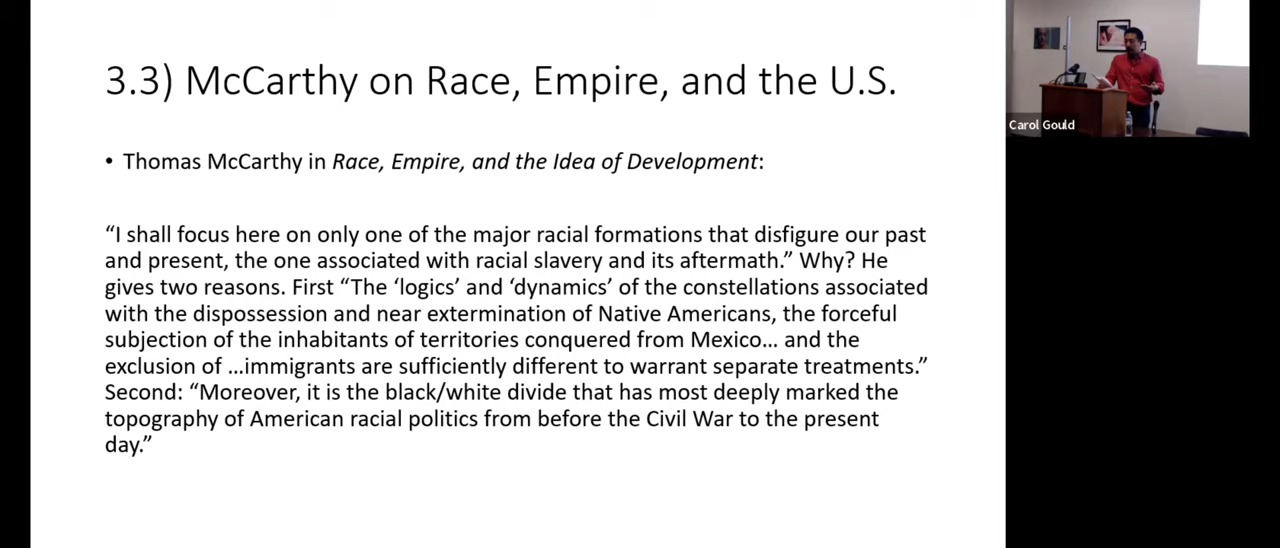 3.3) McCarthy on Race, Empire, and the U.S.
• Thomas McCarthy in Race, Empire, and the Idea of Development:
“I shall focus here on only one of the major racial formations that disfigure our past
and present, the one associated with racial slavery and its aftermath.” Why? He
gives two reasons. First “The ‘logics’ and ‘dynamics’ of the constellations associated
with the dispossession and near extermination of Native Americans, the forceful
subjection of the inhabitants of territories conquered from Mexico... and the
exclusion of ...immigrants are sufficiently different to warrant separate treatments.”
Second: “Moreover, it is the black/white divide that has most deeply marked the
topography of American racial politics from before the Civil War to the present
day.”
Carol Gould